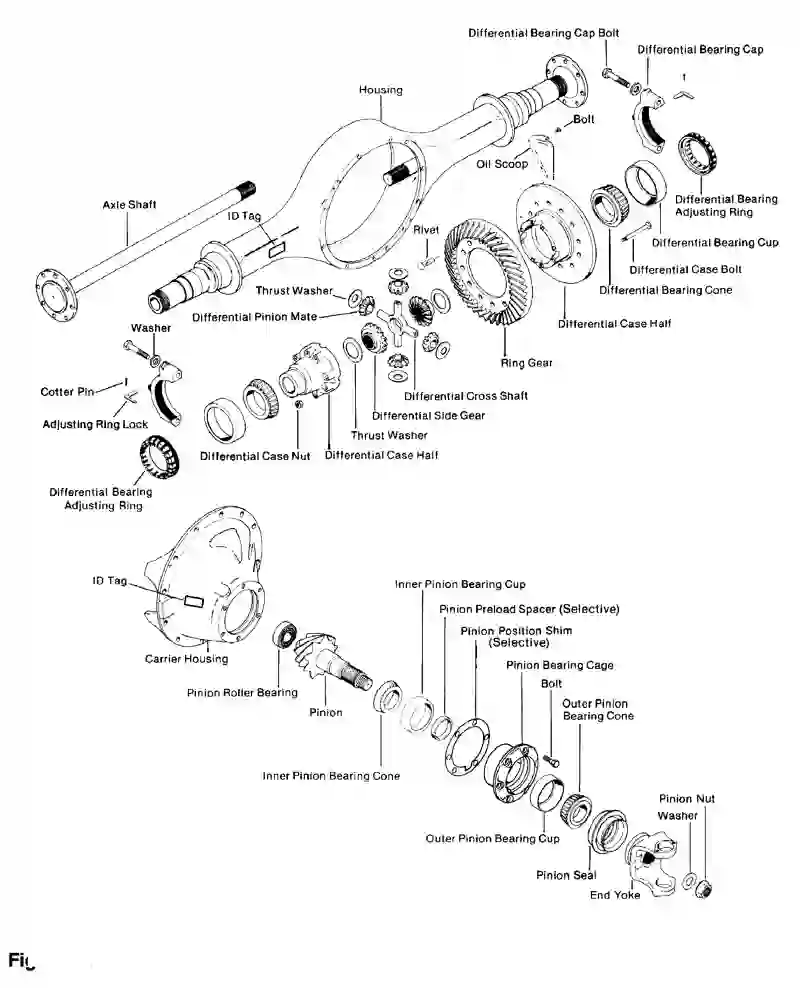 Differential Bearing Cap Bolt
Differential Bearing Cap
Housing
Bolt
Oil Scoop
Axle Shaft
ID Tag
Differential Bearing
Adjusting Ring
Rivet
Differential Bearing Cup
Differential Case Bolt
Thrust Washer
Differential Bearing Cone
Differential Pinion Mate
Differential Case Half
Washer
Ring Gear
Cotter Pin
Differential Cross Shaft
Differential Side Gear
Adjusting Ring Lock
Thrust Washer
Differential Case Nut
Differential Case Half
Differential Bearing
Adjusting Ring
ID Tag
Inner Pinion Bearing Cup
Pinion Preload Spacer (Selective)
Pinion Position Shim
(Selective)
Carrier Housing
Pinion Bearing Cage
Bolt
Pinion Roller Bearing
Outer Pinion
Bearing Cone
Pinion
Inner Pinion Bearing Cone
Pinion Nut
Washer
Outer Pinion Bearing Cup
Pinion Seal
End Yoke